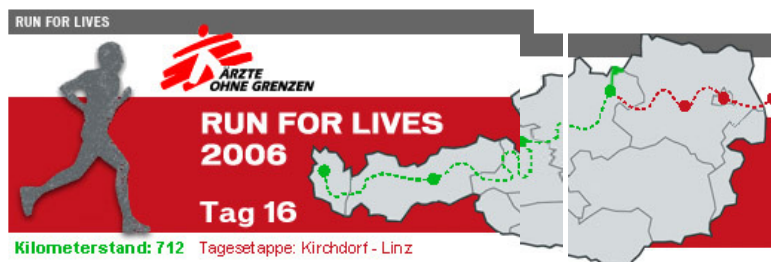 RUN FOR LIVES
ÄRZTE
OHNE GRENZEN
RUN FOR LIVES
2006
Tag 16
Kilometerstand: 712 Tagesetappe: Kirchdorf - Linz